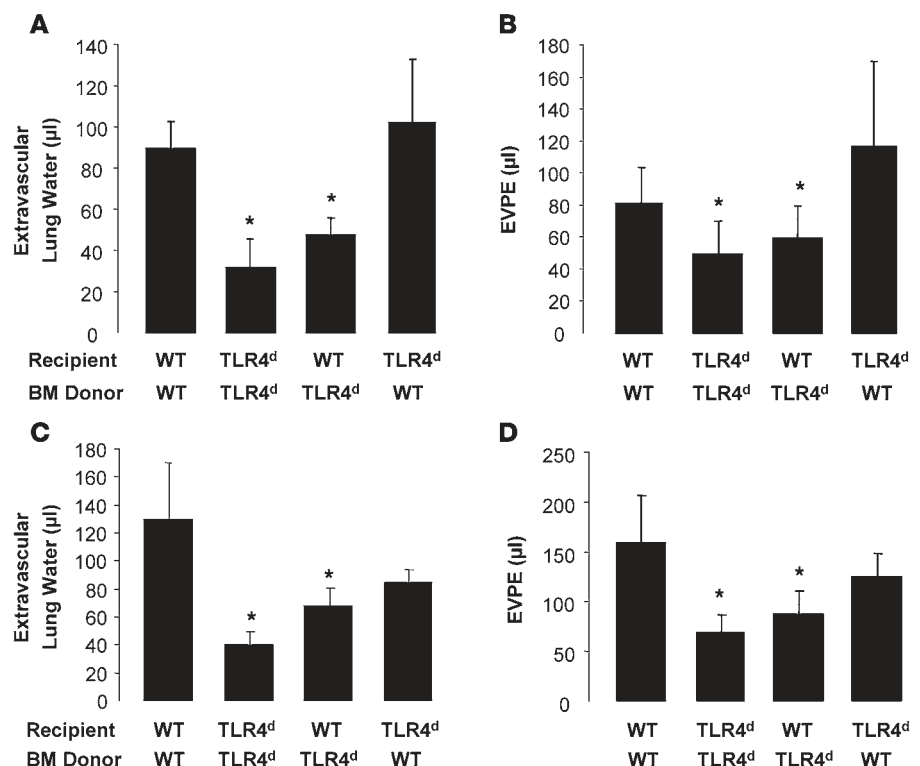 A
Extravascular
Lung Water (µl)
140
120
100
80
60
40
20
0
*
*
Recipient WT TLR4ᵈ WT TLR4ᵈ
BM Donor WT TLR4ᵈ TLR4ᵈ WT
B
EVPE (µl)
180
160
140
120
100
80
60
40
20
0
*
*
WT TLR4ᵈ WT TLR4ᵈ
WT TLR4ᵈ TLR4ᵈ WT
C
Extravascular
Lung Water (µl)
180
160
140
120
100
80
60
40
20
0
*
*
Recipient WT TLR4ᵈ WT TLR4ᵈ
BM Donor WT TLR4ᵈ TLR4ᵈ WT
D
EVPE (µl)
250
200
150
100
50
0
*
*
WT TLR4ᵈ WT TLR4ᵈ
WT TLR4ᵈ TLR4ᵈ WT